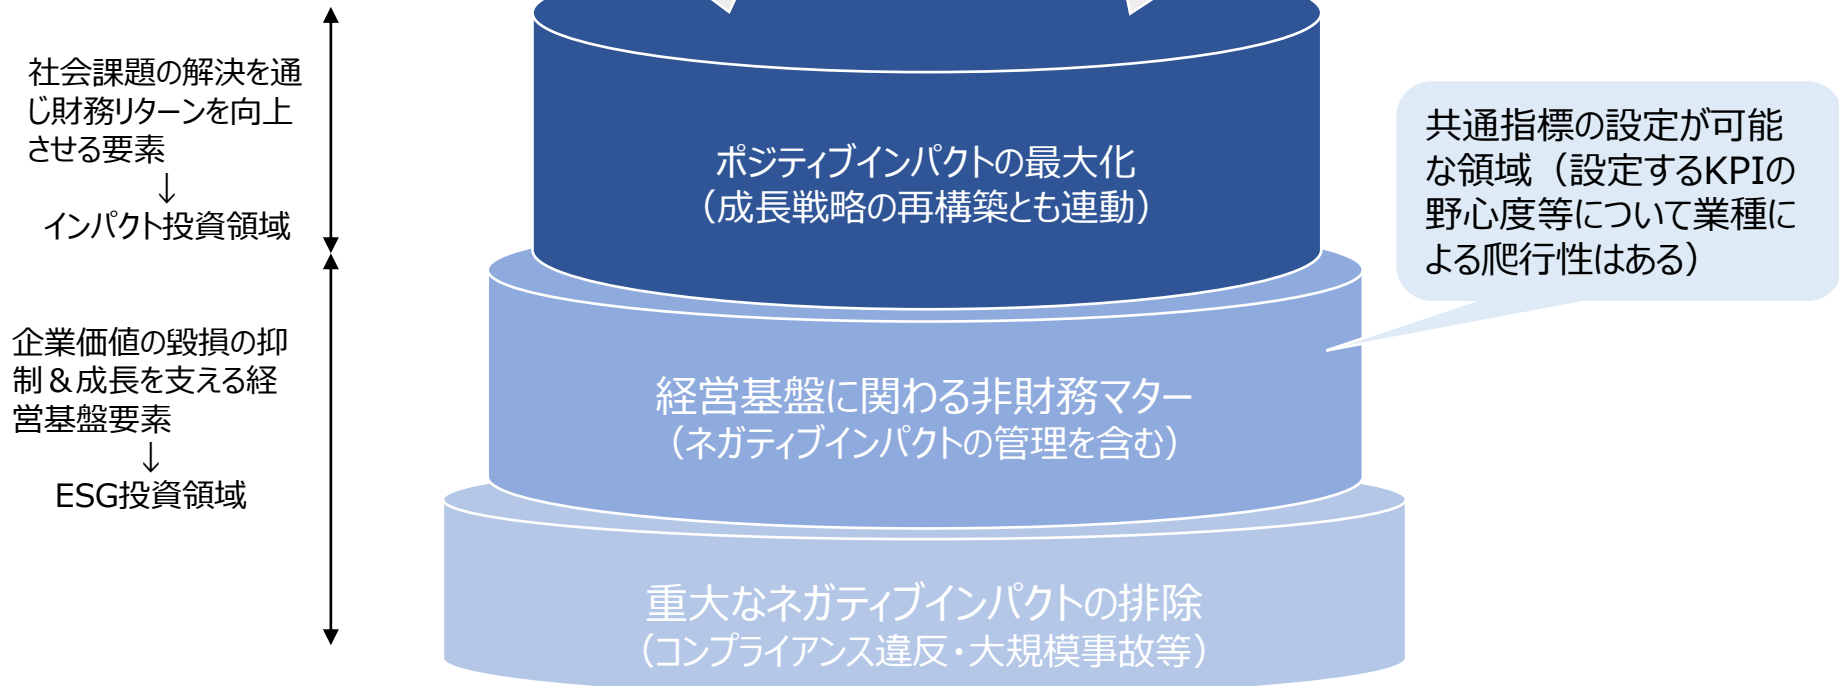 社会課題の解決を通
じ財務リターンを向上
させる要素
↓
インパクト投資領域
企業価値の毀損の抑
制＆成長を支える経
営基盤要素
↓
ESG投資領域
ポジティブインパクトの最大化
（成長戦略の再構築とも連動）
経営基盤に関わる非財務マター
（ネガティブインパクトの管理を含む）
重大なネガティブインパクトの排除
（コンプライアンス違反・大規模事故等）
共通指標の設定が可能
な領域（設定するKPIの
野心度等について業種に
よる爬行性はある）